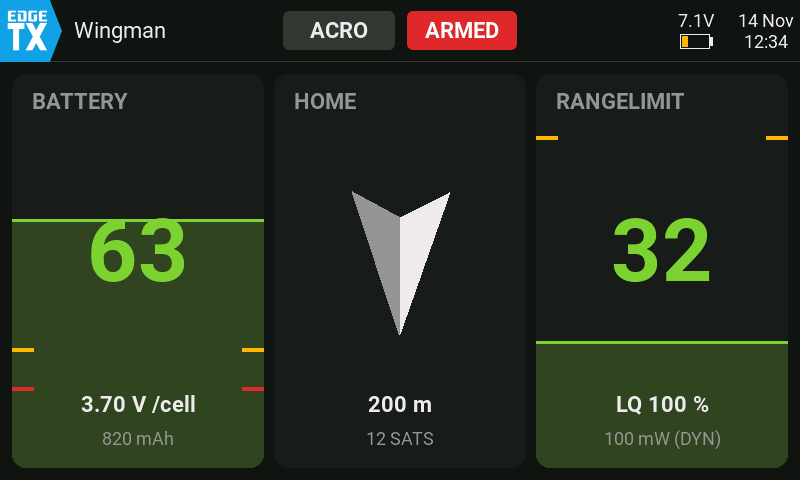 EDGE
TX
Wingman
ACRO
ARMED
7.1V
14 Nov
12:34
BATTERY
63
3.70 V /cell
820 mAh
HOME
200 m
12 SATS
RANGELIMIT
32
LQ 100 %
100 mW (DYN)